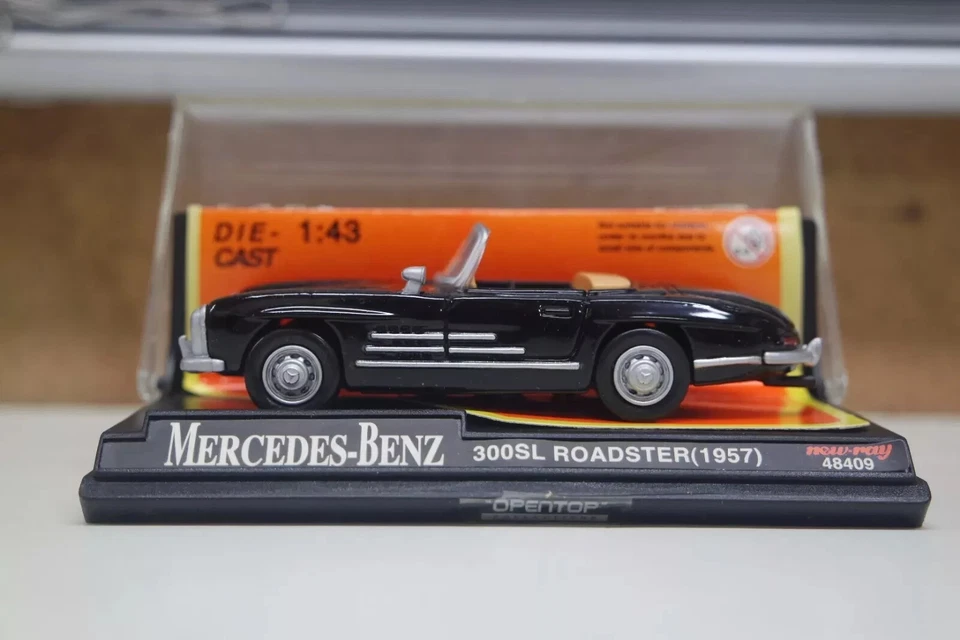 DIE-
CAST
1:43
MERCEDES-BENZ
300SL ROADSTER(1957)
new-ray
48409
OPENTOP